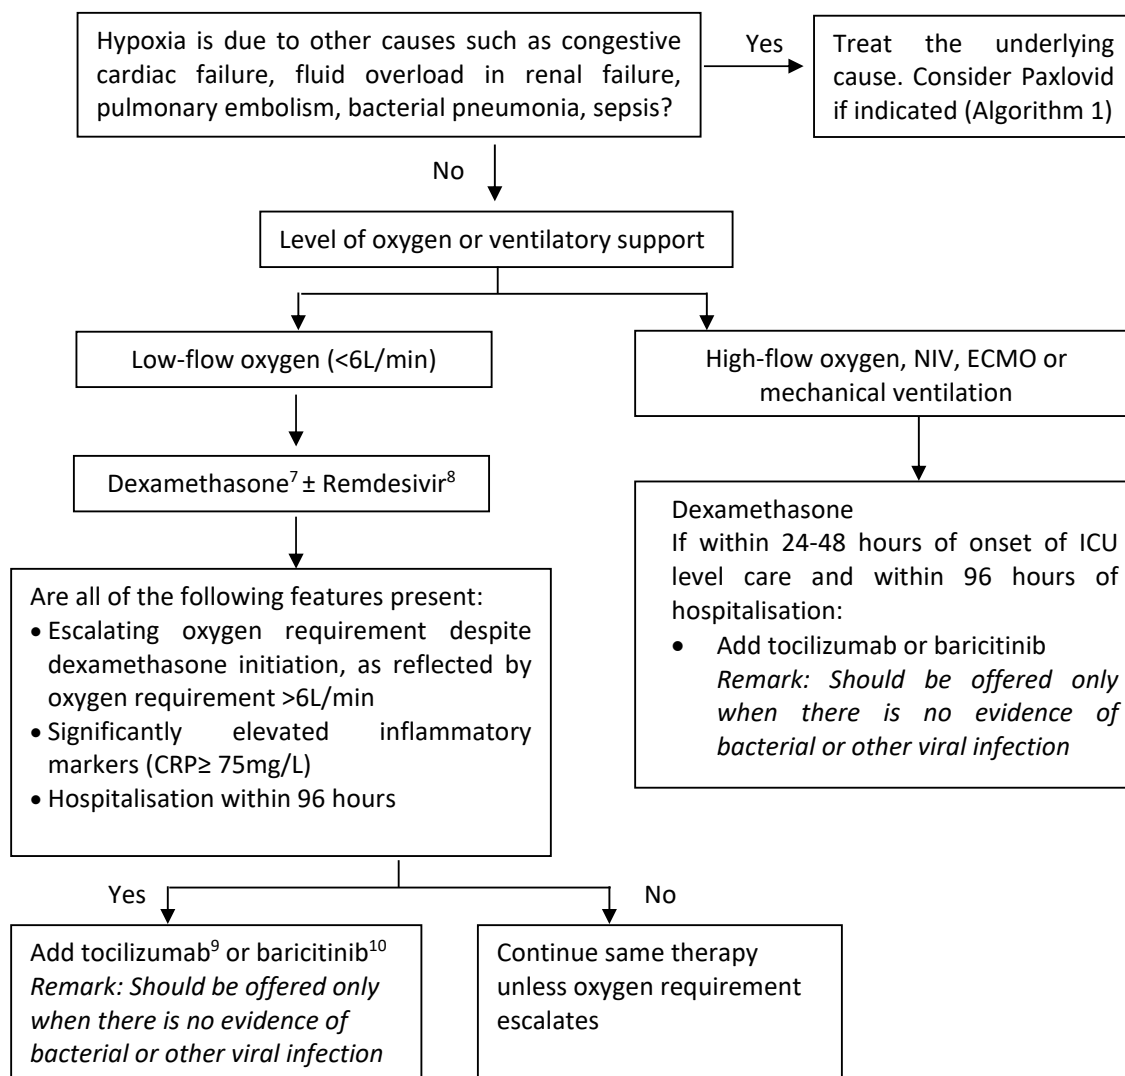 Hypoxia is due to other causes such as congestive
cardiac failure, fluid overload in renal failure,
pulmonary embolism, bacterial pneumonia, sepsis?
Yes
Treat the underlying
cause. Consider Paxlovid
if indicated (Algorithm 1)
No
Level of oxygen or ventilatory support
Low-flow oxygen (<6L/min)
High-flow oxygen, NIV, ECMO or
mechanical ventilation
Dexamethasone⁷ ± Remdesivir⁸
Dexamethasone
If within 24-48 hours of onset of ICU
level care and within 96 hours of
hospitalisation:
• Add tocilizumab or baricitinib
Remark: Should be offered only
when there is no evidence of
bacterial or other viral infection
Are all of the following features present:
• Escalating oxygen requirement despite
dexamethasone initiation, as reflected by
oxygen requirement >6L/min
• Significantly elevated inflammatory
markers (CRP≥ 75mg/L)
• Hospitalisation within 96 hours
Yes
No
Add tocilizumab⁹ or baricitinib¹⁰
Remark: Should be offered only
when there is no evidence of
bacterial or other viral infection
Continue same therapy
unless oxygen requirement
escalates